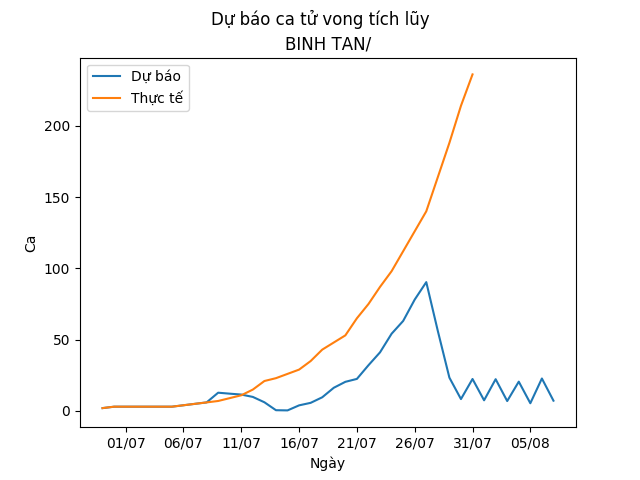 Dự báo ca tử vong tích lũy
BINH TAN/
Dự báo
Thực tế
200
150
100
50
0
Ca
01/07 06/07 11/07 16/07 21/07 26/07 31/07 05/08
Ngày